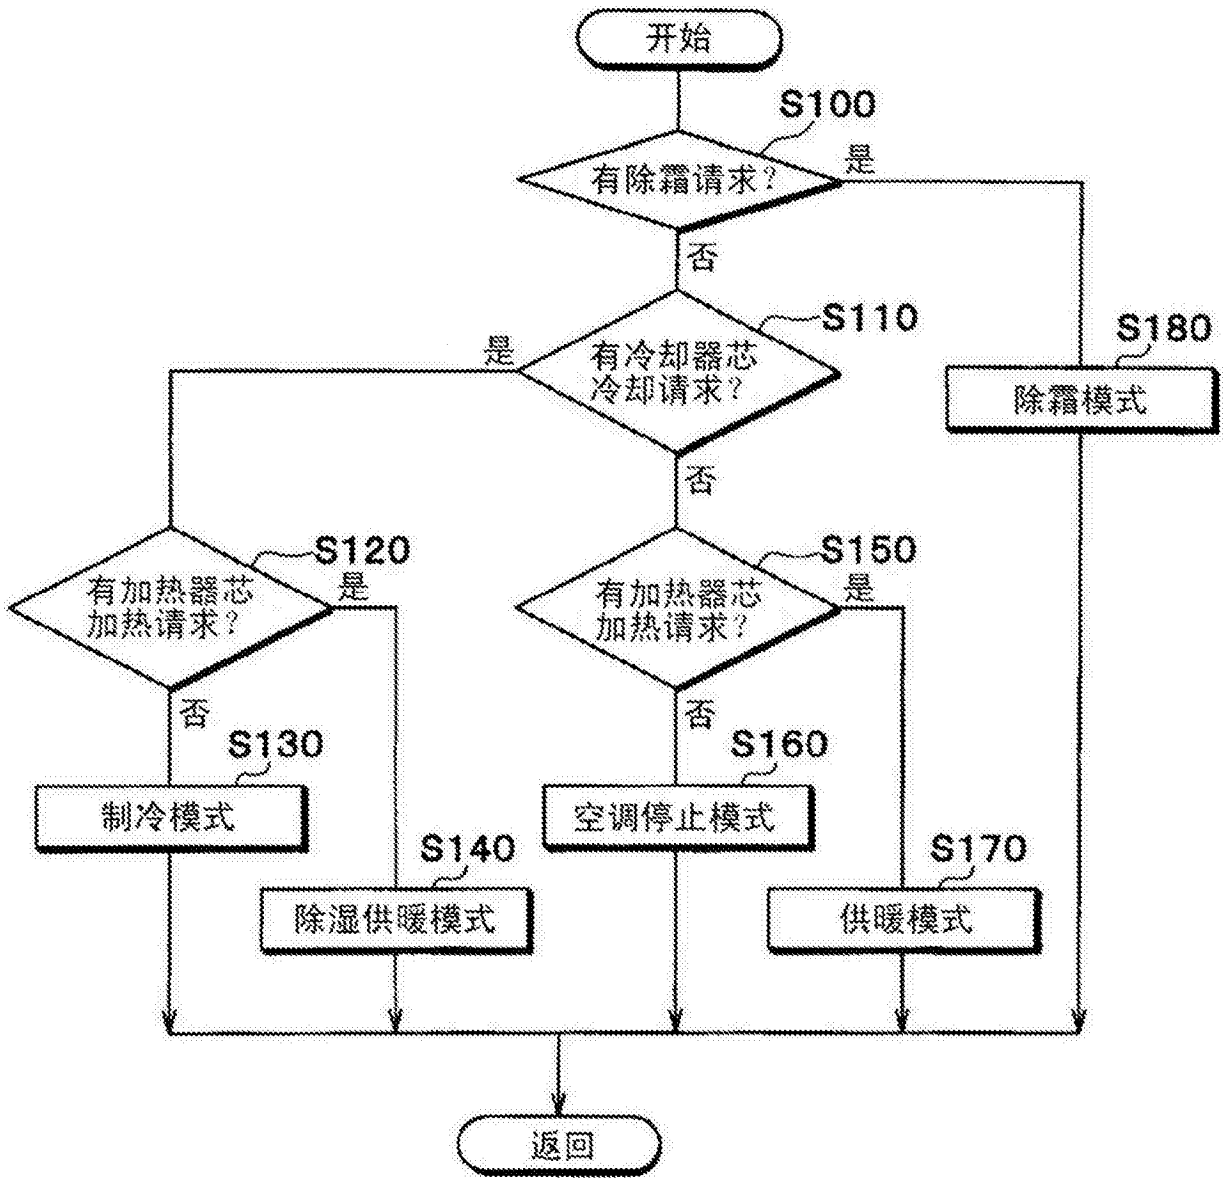 开始
S100
有除霜请求?
是
否
S110
是
有冷却器芯
冷却请求?
否
S180
除霜模式
S120
有加热器芯
加热请求?
是
否
S150
有加热器芯
加热请求?
是
否
S130
制冷模式
S160
空调停止模式
S140
除湿供暖模式
S170
供暖模式
返回